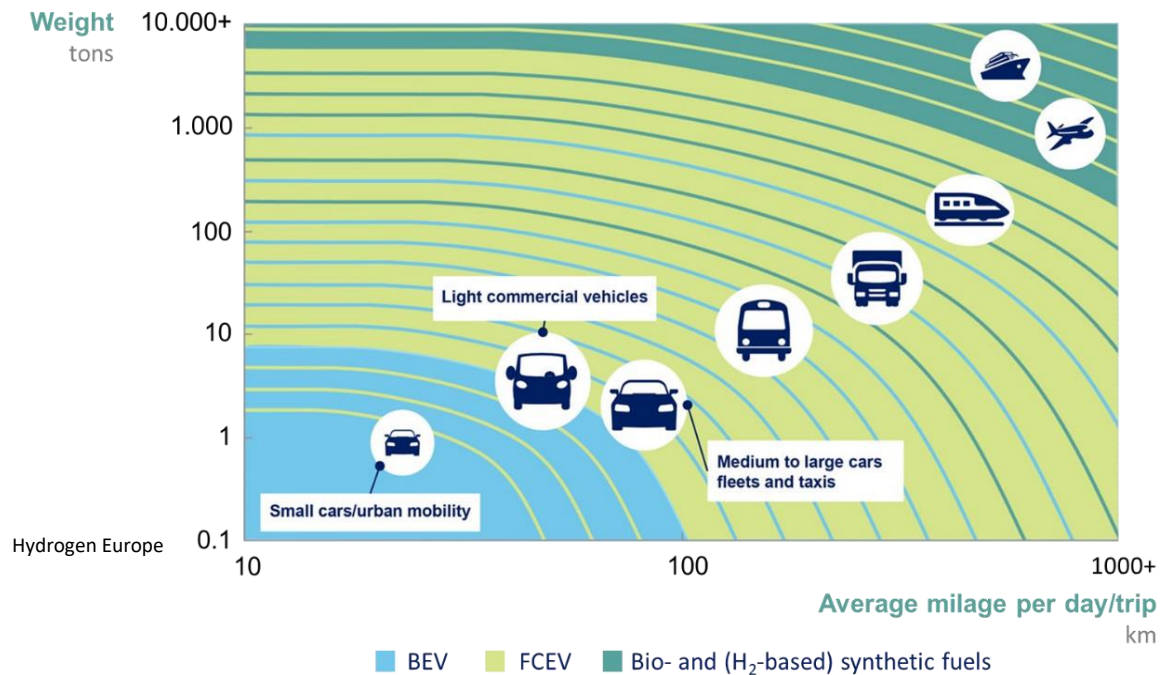 Weight
tons
10.000+
1.000
100
10
1
0.1
Light commercial vehicles
Medium to large cars
fleets and taxis
Small cars/urban mobility
Hydrogen Europe
10
100
1000+
Average milage per day/trip
km
BEV
FCEV
Bio- and (H₂-based) synthetic fuels